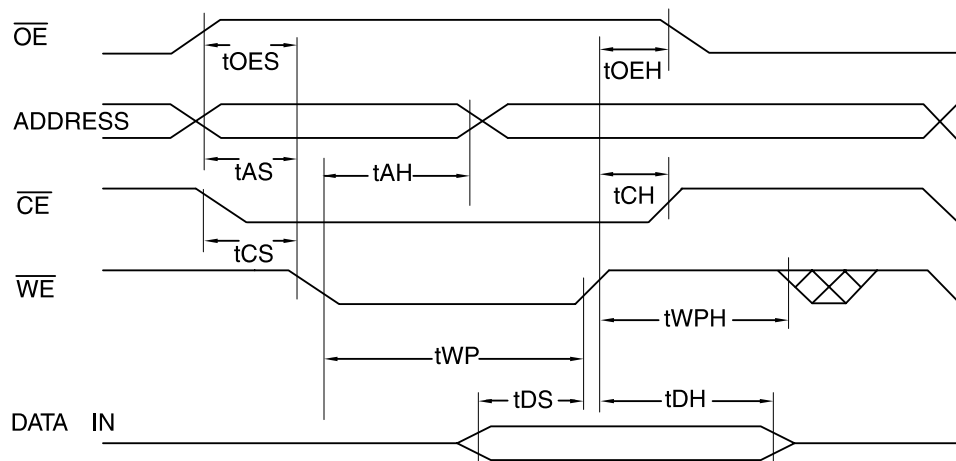 OE
tOES
tOEH
ADDRESS
tAS
tAH
tCH
CE
tCS
WE
tWPH
tWP
tDS
tDH
DATA IN